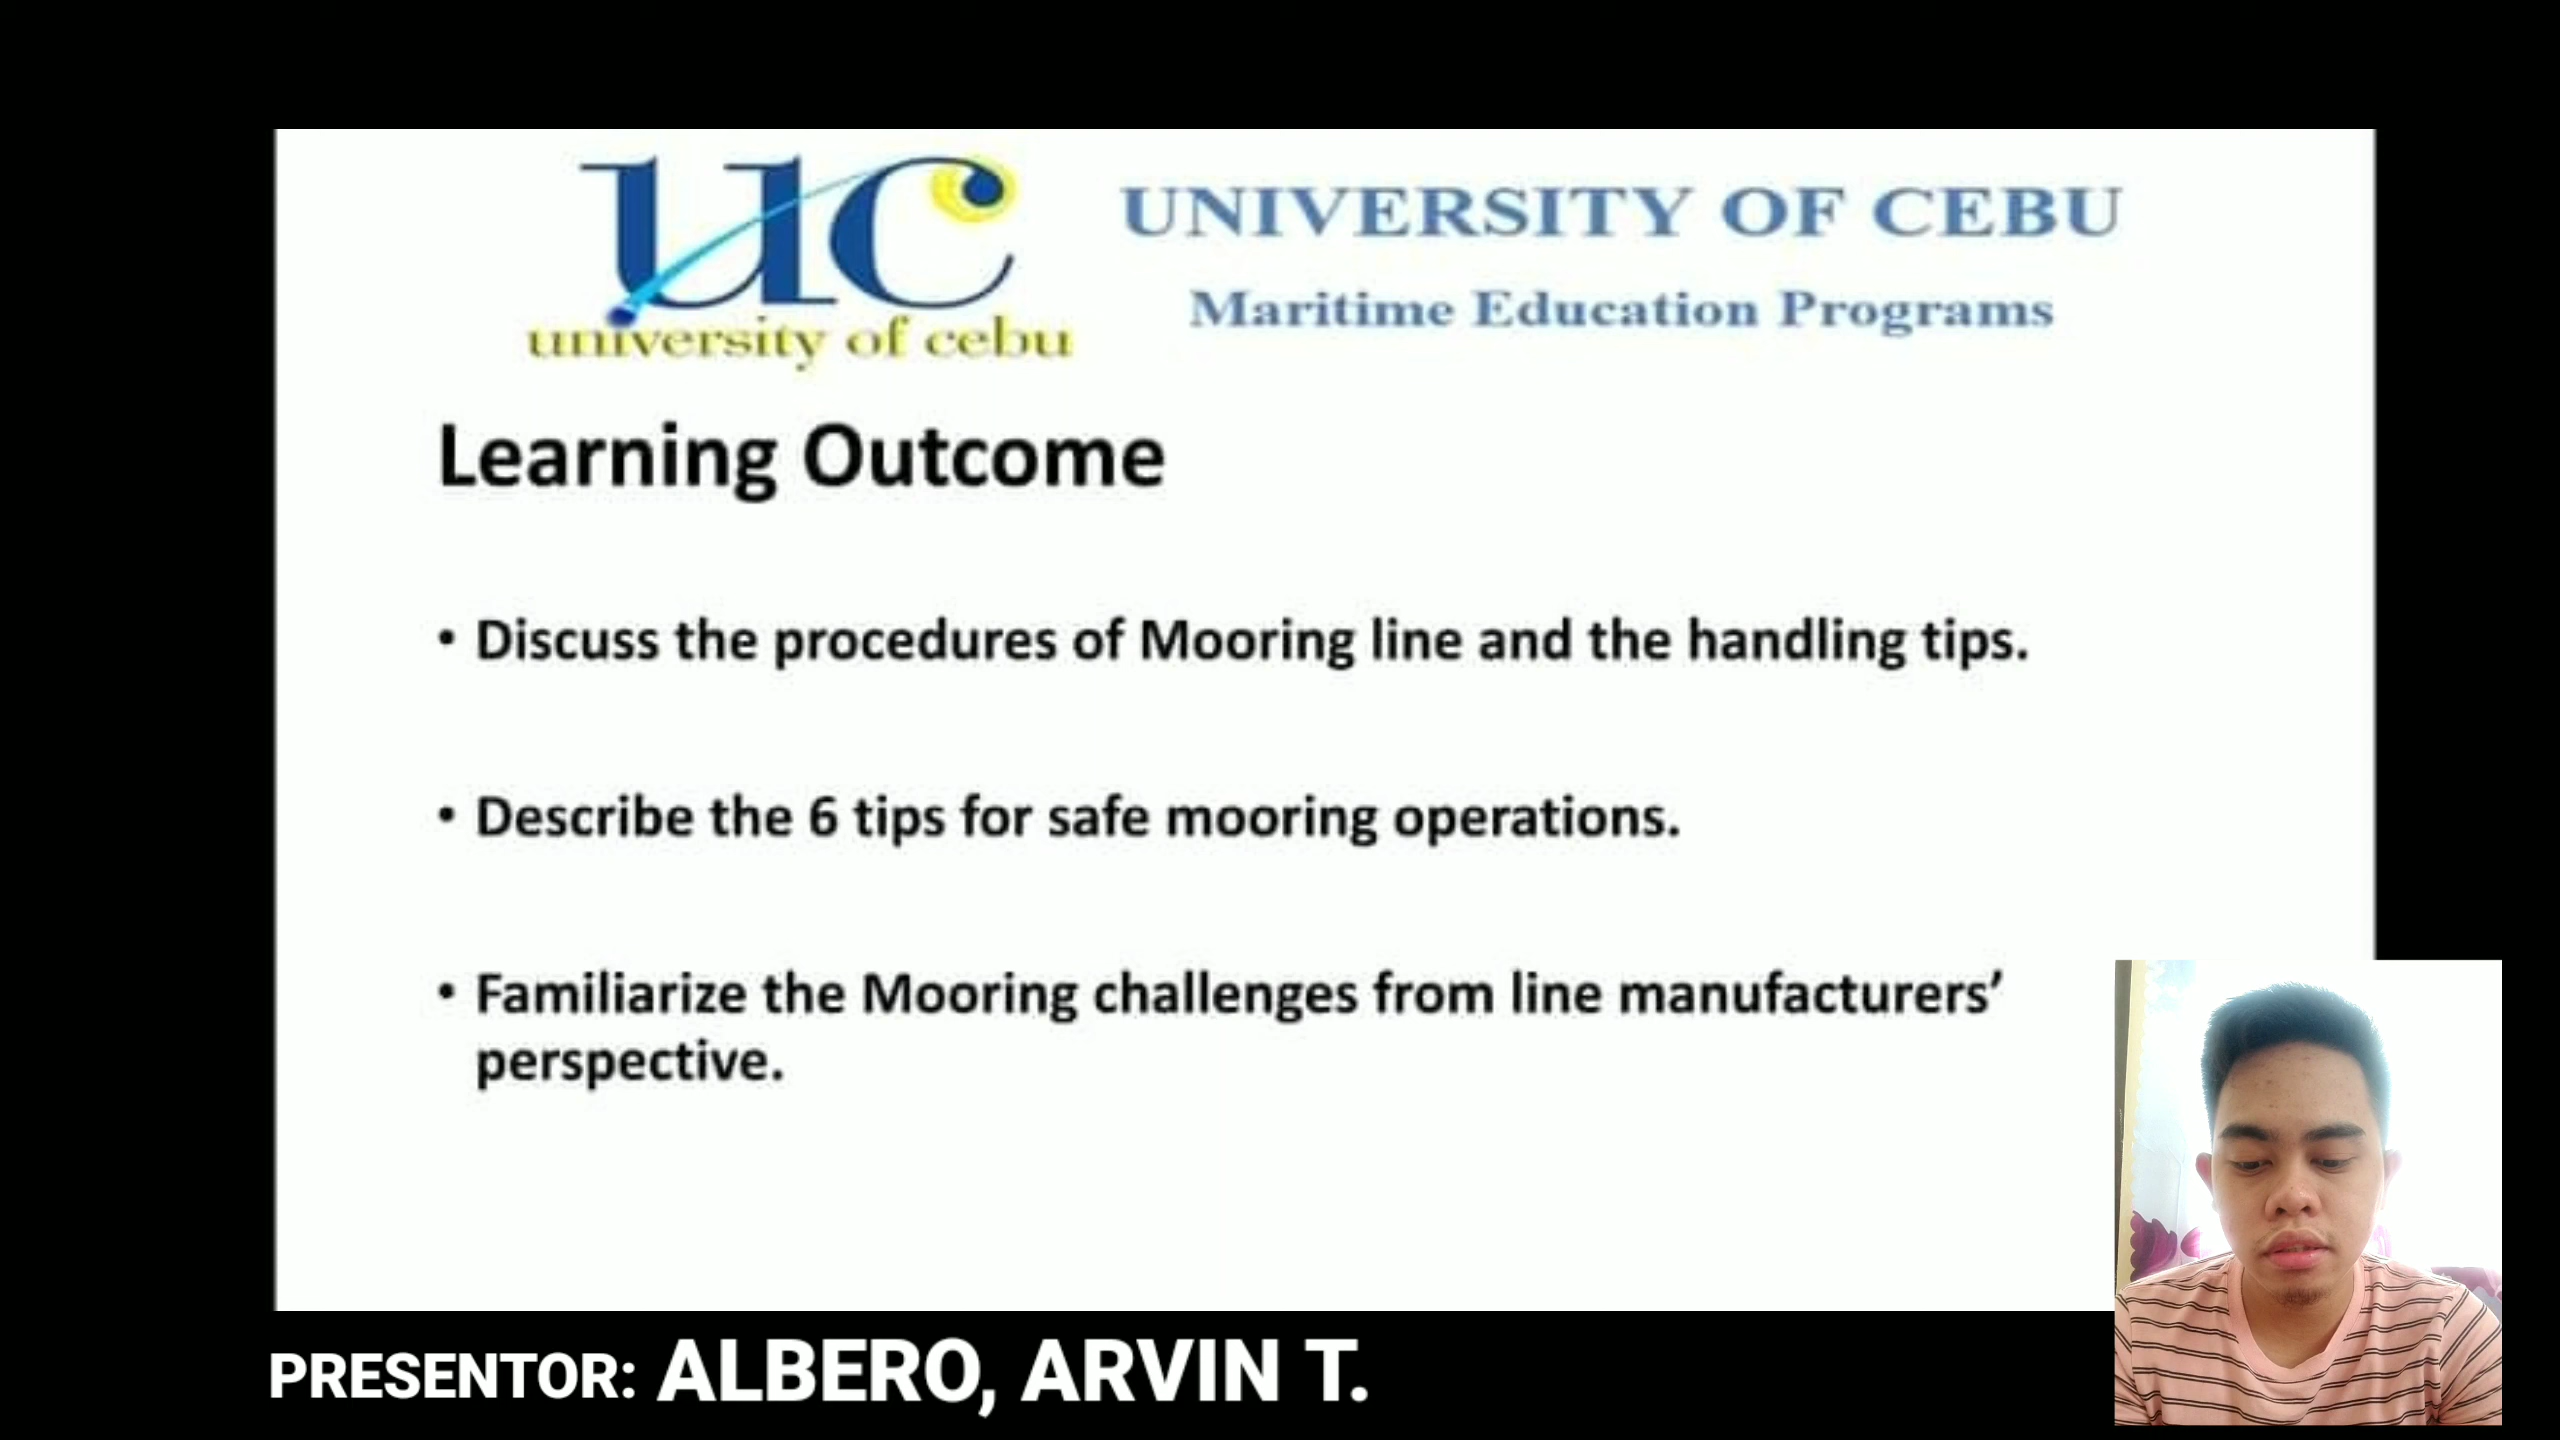 uc
university of cebu
UNIVERSITY OF CEBU
Maritime Education Programs
Learning Outcome
• Discuss the procedures of Mooring line and the handling tips.
• Describe the 6 tips for safe mooring operations.
• Familiarize the Mooring challenges from line manufacturers’
perspective.
PRESENTOR: ALBERO, ARVIN T.